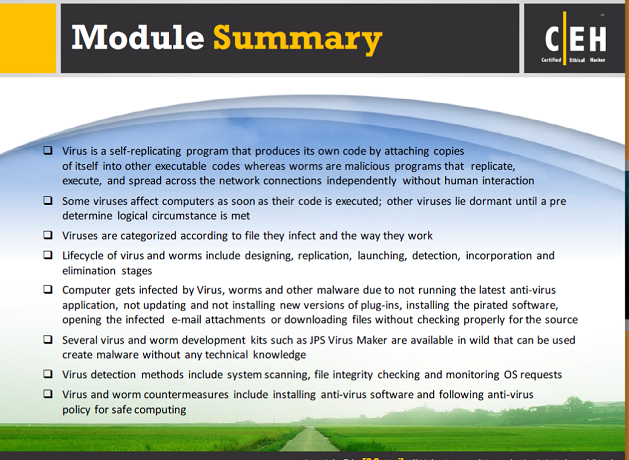 Module Summary
CEH
Certified Ethical Hacker
Virus is a self-replicating program that produces its own code by attaching copies
of itself into other executable codes whereas worms are malicious programs that replicate,
execute, and spread across the network connections independently without human interaction
Some viruses affect computers as soon as their code is executed; other viruses lie dormant until a pre
determine logical circumstance is met
Viruses are categorized according to file they infect and the way they work
Lifecycle of virus and worms include designing, replication, launching, detection, incorporation and
elimination stages
Computer gets infected by Virus, worms and other malware due to not running the latest anti-virus
application, not updating and not installing new versions of plug-ins, installing the pirated software,
opening the infected e-mail attachments or downloading files without checking properly for the source
Several virus and worm development kits such as JPS Virus Maker are available in wild that can be used
create malware without any technical knowledge
Virus detection methods include system scanning, file integrity checking and monitoring OS requests
Virus and worm countermeasures include installing anti-virus software and following anti-virus
policy for safe computing